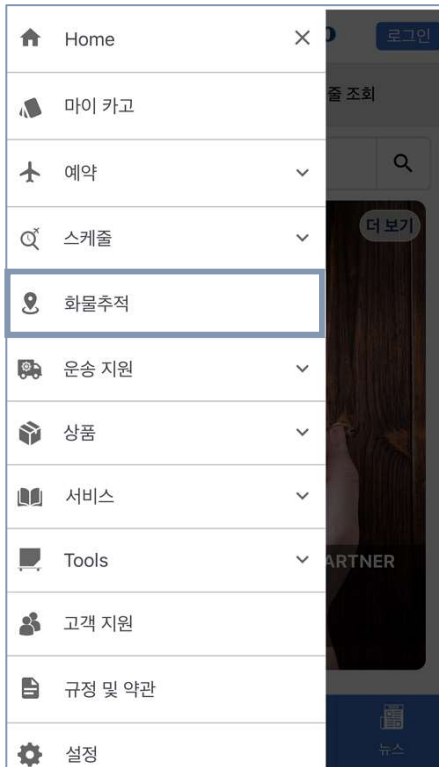 Home
로그인
마이 카고
줄 조회
예약
스케줄
더 보기
화물추적
운송 지원
상품
서비스
Tools
ARTNER
고객 지원
규정 및 약관
설정
뉴스